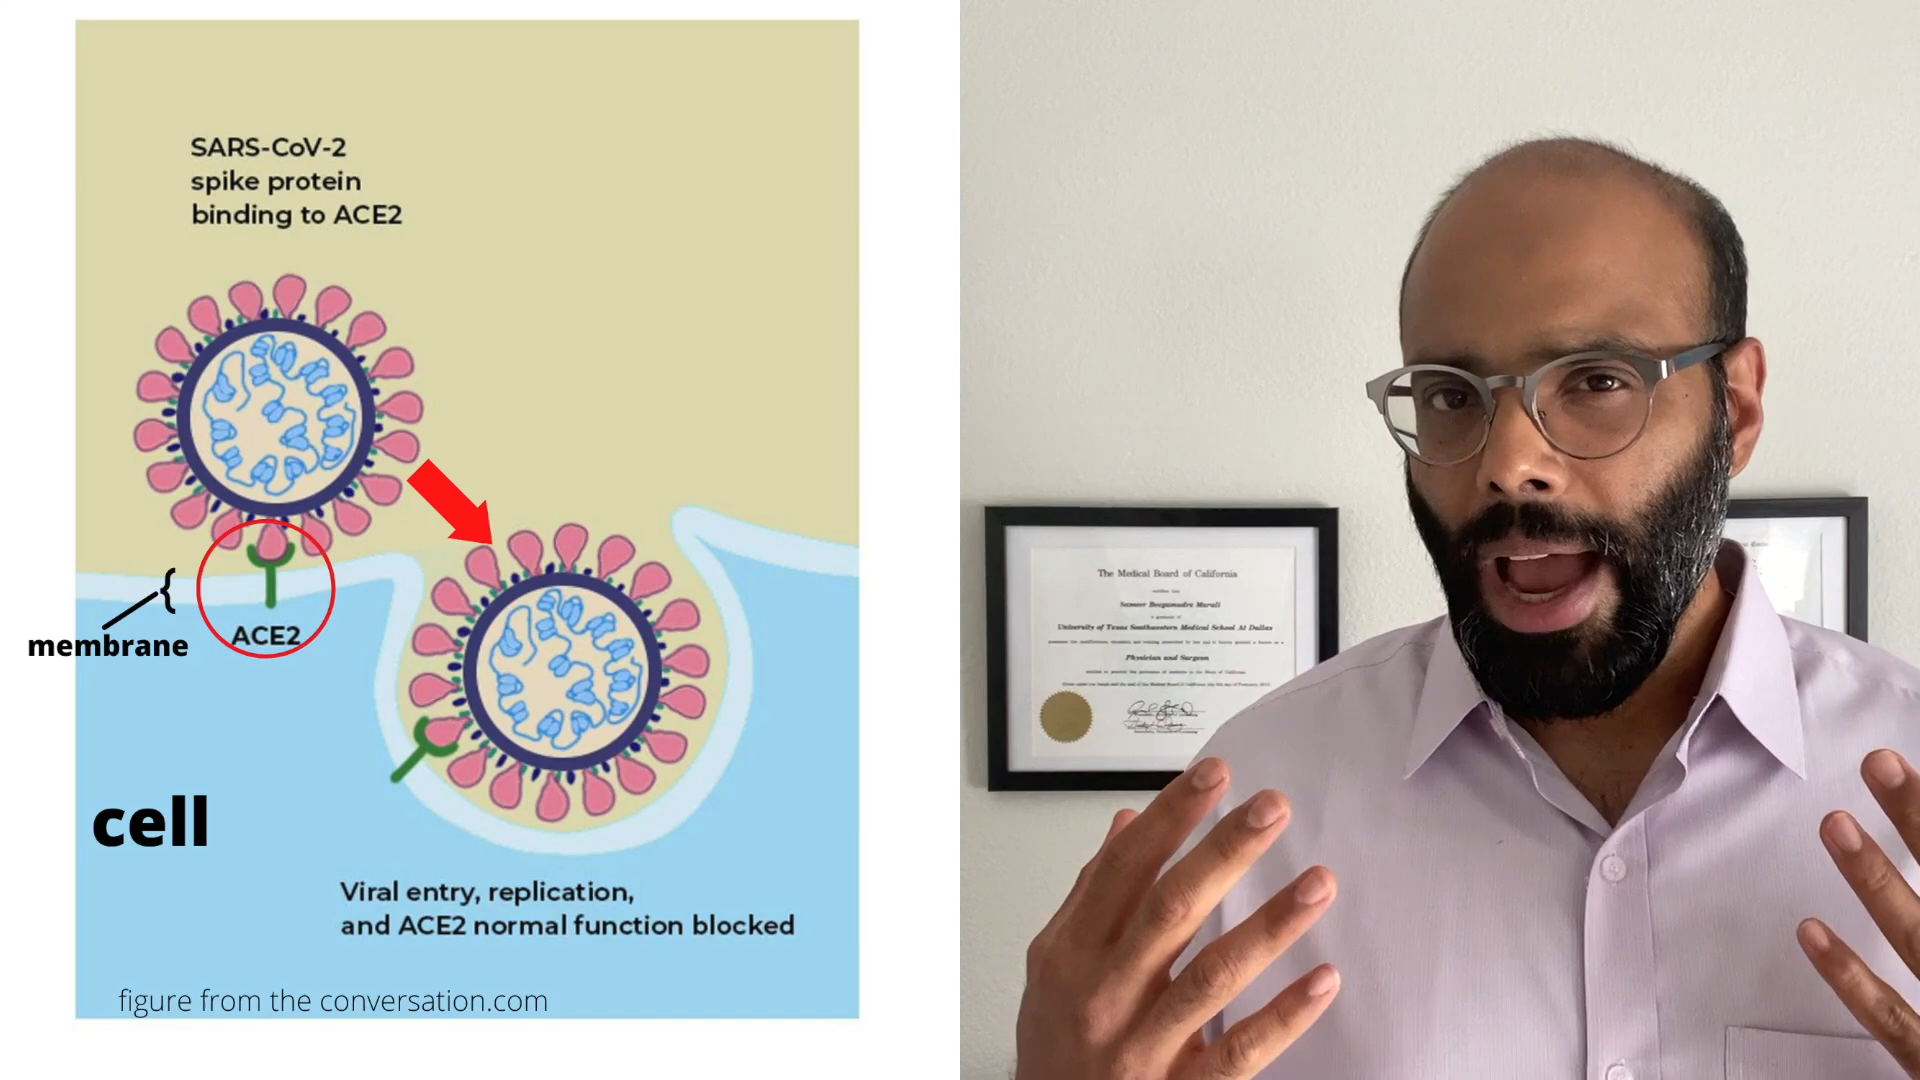 SARS-CoV-2
spike protein
binding to ACE2
membrane
ACE2
cell
Viral entry, replication,
and ACE2 normal function blocked
figure from the conversation.com
The Medical Board of California
University of Texas Southwestern Medical School At Dallas
Physician and Surgeon